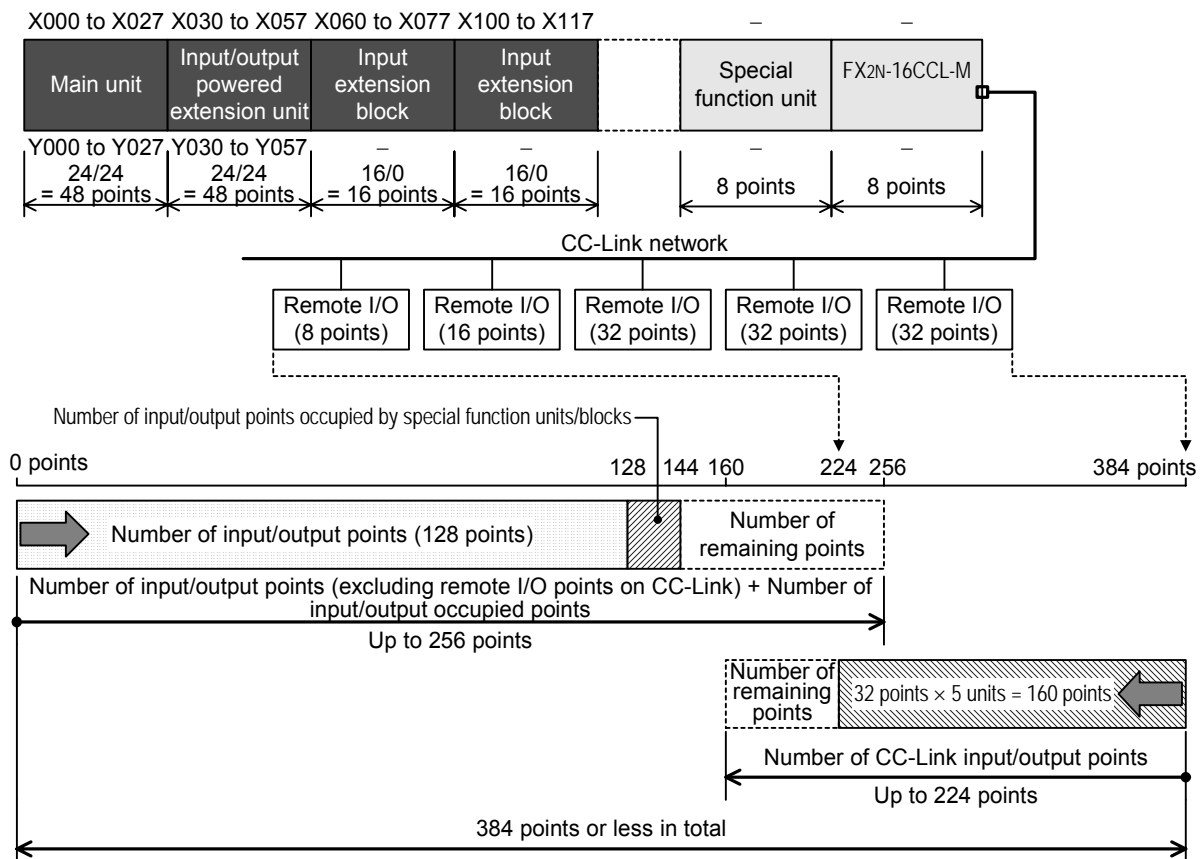 X000 to X027 X030 to X057 X060 to X077 X100 to X117 – –
Main unit
Input/output
powered
extension unit
Input
extension
block
Input
extension
block
Special
function unit
FX2N-16CCL-M
Y000 to Y027 Y030 to Y057 – – – –
24/24
= 48 points
24/24
= 48 points
16/0
= 16 points
16/0
= 16 points
8 points
8 points
CC-Link network
Remote I/O
(8 points)
Remote I/O
(16 points)
Remote I/O
(32 points)
Remote I/O
(32 points)
Remote I/O
(32 points)
Number of input/output points occupied by special function units/blocks
0 points 128 144 160 224 256 384 points
Number of input/output points (128 points)
Number of
remaining points
Number of input/output points (excluding remote I/O points on CC-Link) + Number of
input/output occupied points
Up to 256 points
Number of
remaining
points
32 points × 5 units = 160 points
Number of CC-Link input/output points
Up to 224 points
384 points or less in total